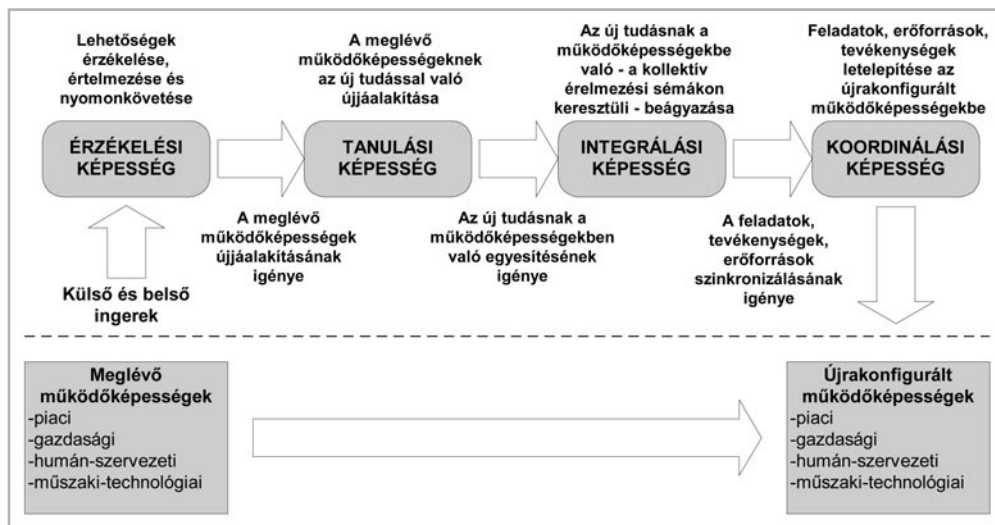 Lehetőségek
érzékelése,
értelmezése és
nyomonkövetése
A meglévő
működőképességeknek
az új tudással való
újjáalakítása
Az új tudásnak a
működőképességekbe
való - a kollektív
érelmezési sémákon
keresztüli - beágyazása
Feladatok, erőforrások,
tevékenységek
letelepítése az
újrakonfigurált
működőképességekbe
ÉRZÉKELÉSI
KÉPESSÉG
TANULÁSI
KÉPESSÉG
INTEGRÁLÁSI
KÉPESSÉG
KOORDINÁLÁSI
KÉPESSÉG
A meglévő
működőképességek
újjáalakításának
igénye
Az új tudásnak a
működőképességekben
való egyesítésének
igénye
A feladatok,
tevékenységek,
erőforrások
szinkronizálásának
igénye
Külső és belső
ingerek
Meglévő
működőképességek
-piaci
-gazdasági
-humán-szervezeti
-műszaki-technológiai
Újrakonfigurált
működőképességek
-piaci
-gazdasági
-humán-szervezeti
-műszaki-technológiai